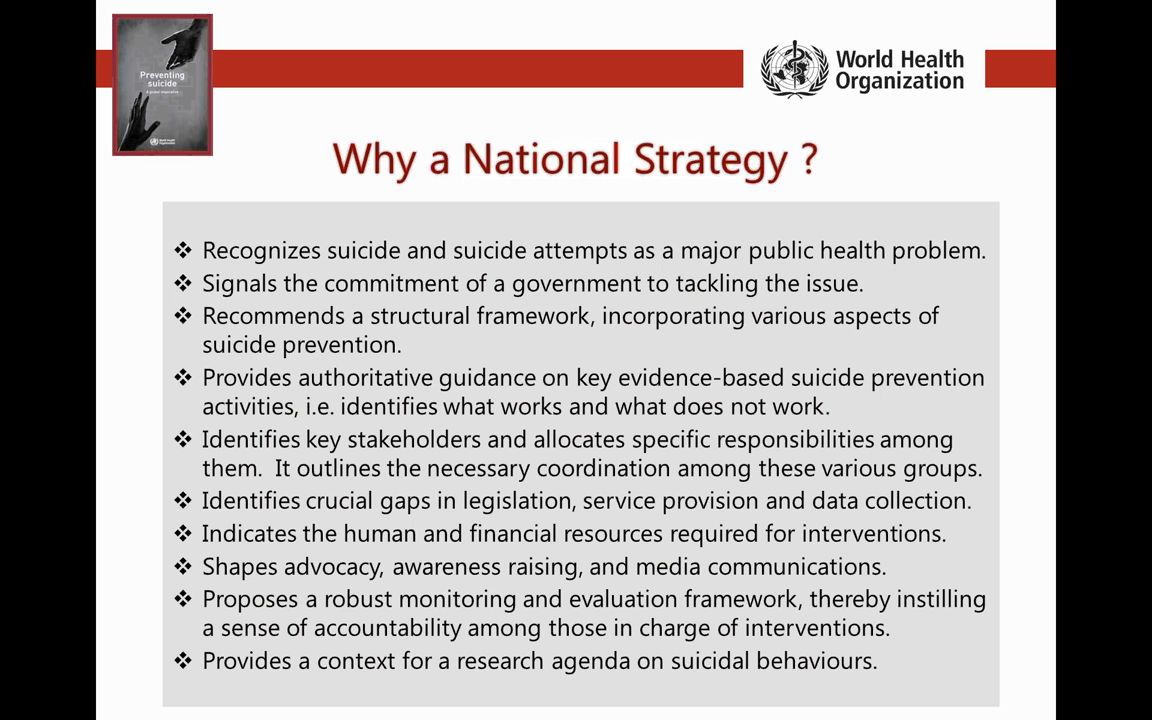 Preventing
suicide
A global imperative
World Health
Organization
World Health
Organization
Why a National Strategy ?
❖ Recognizes suicide and suicide attempts as a major public health problem.
❖ Signals the commitment of a government to tackling the issue.
❖ Recommends a structural framework, incorporating various aspects of
suicide prevention.
❖ Provides authoritative guidance on key evidence-based suicide prevention
activities, i.e. identifies what works and what does not work.
❖ Identifies key stakeholders and allocates specific responsibilities among
them.  It outlines the necessary coordination among these various groups.
❖ Identifies crucial gaps in legislation, service provision and data collection.
❖ Indicates the human and financial resources required for interventions.
❖ Shapes advocacy, awareness raising, and media communications.
❖ Proposes a robust monitoring and evaluation framework, thereby instilling
a sense of accountability among those in charge of interventions.
❖ Provides a context for a research agenda on suicidal behaviours.